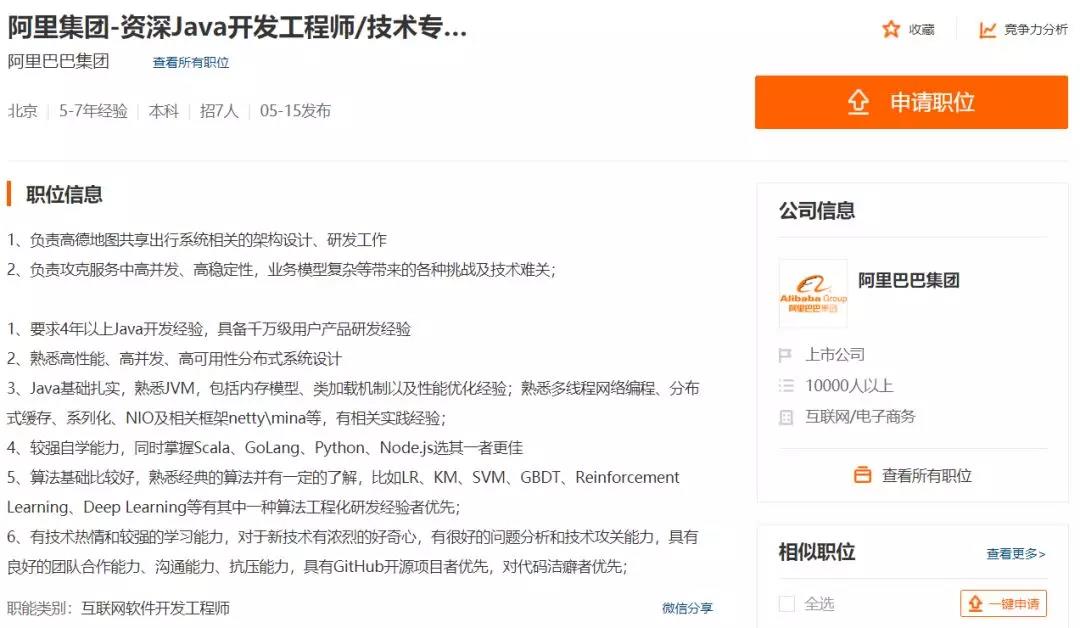 阿里集团-资深Java开发工程师/技术专...
收藏
竞争力分析
阿里巴巴集团
查看所有职位
申请职位
北京 | 5-7年经验 | 本科 | 招7人 | 05-15发布
职位信息
1、负责高德地图共享出行系统相关的架构设计、研发工作
2、负责攻克服务中高并发、高稳定性，业务模型复杂等带来的各种挑战及技术难关；
1、要求4年以上Java开发经验，具备千万级用户产品研发经验
2、熟悉高性能、高并发、高可用性分布式系统设计
3、Java基础扎实，熟悉JVM，包括内存模型、类加载机制以及性能优化经验；熟悉多线程网络编程、分布
式缓存、系列化、NIO及相关框架netty\mina等，有相关实践经验；
4、较强自学能力，同时掌握Scala、GoLang、Python、Node.js选其一者更佳
5、算法基础比较好，熟悉经典的算法并有一定的了解，比如LR、KM、SVM、GBDT、Reinforcement
Learning、Deep Learning等有其中一种算法工程化研发经验者优先；
6、有技术热情和较强的学习能力，对于新技术有浓烈的好奇心，有很好的问题分析和技术攻关能力，具有
良好的团队合作能力、沟通能力、抗压能力，具有GitHub开源项目者优先，对代码洁癖者优先；
职能类别：互联网软件开发工程师
微信分享
公司信息
Alibaba Group
阿里巴巴集团
阿里巴巴集团
上市公司
10000人以上
互联网/电子商务
查看所有职位
相似职位
查看更多>
全选
一键申请